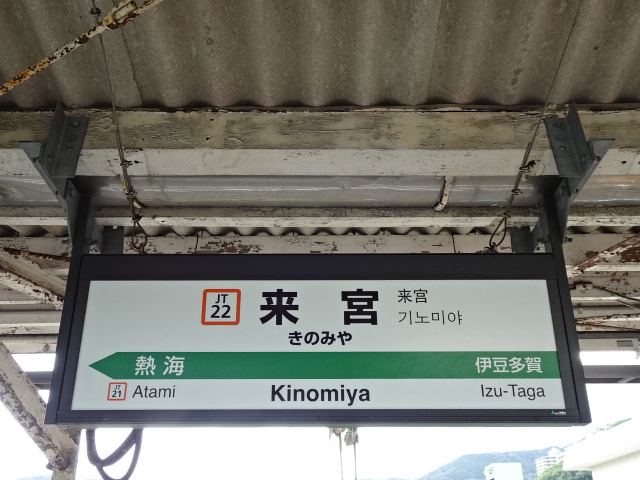 JT 22 来宮 来宮
기노미야
きのみや
熱海 伊豆多賀
JT 21 Atami Kinomiya Izu-Taga